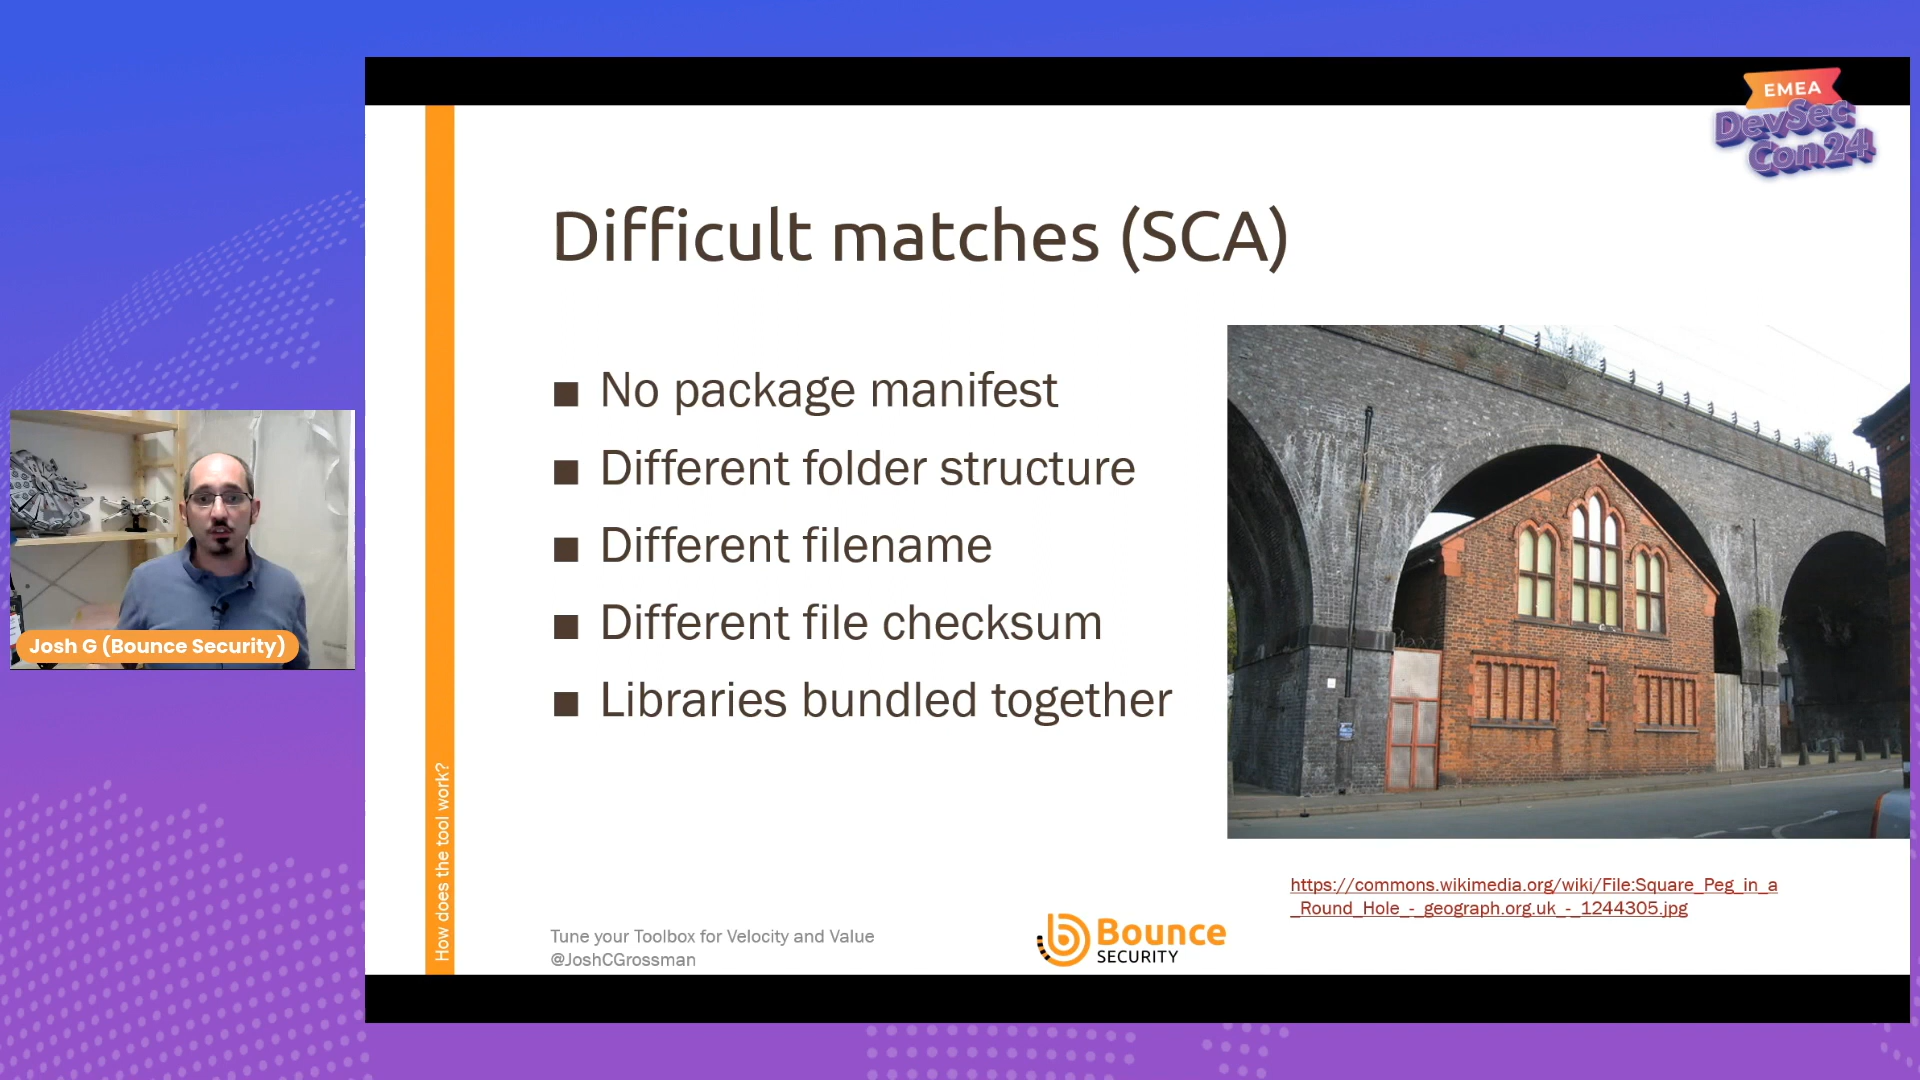 EMEA
DevSec
Con24
Difficult matches (SCA)
■ No package manifest
■ Different folder structure
■ Different filename
■ Different file checksum
■ Libraries bundled together
Josh G (Bounce Security)
How does the tool work?
https://commons.wikimedia.org/wiki/File:Square_Peg_in_a
_Round_Hole_-_geograph.org.uk_-_1244305.jpg
Tune your Toolbox for Velocity and Value
@JoshCGrossman
Bounce
SECURITY